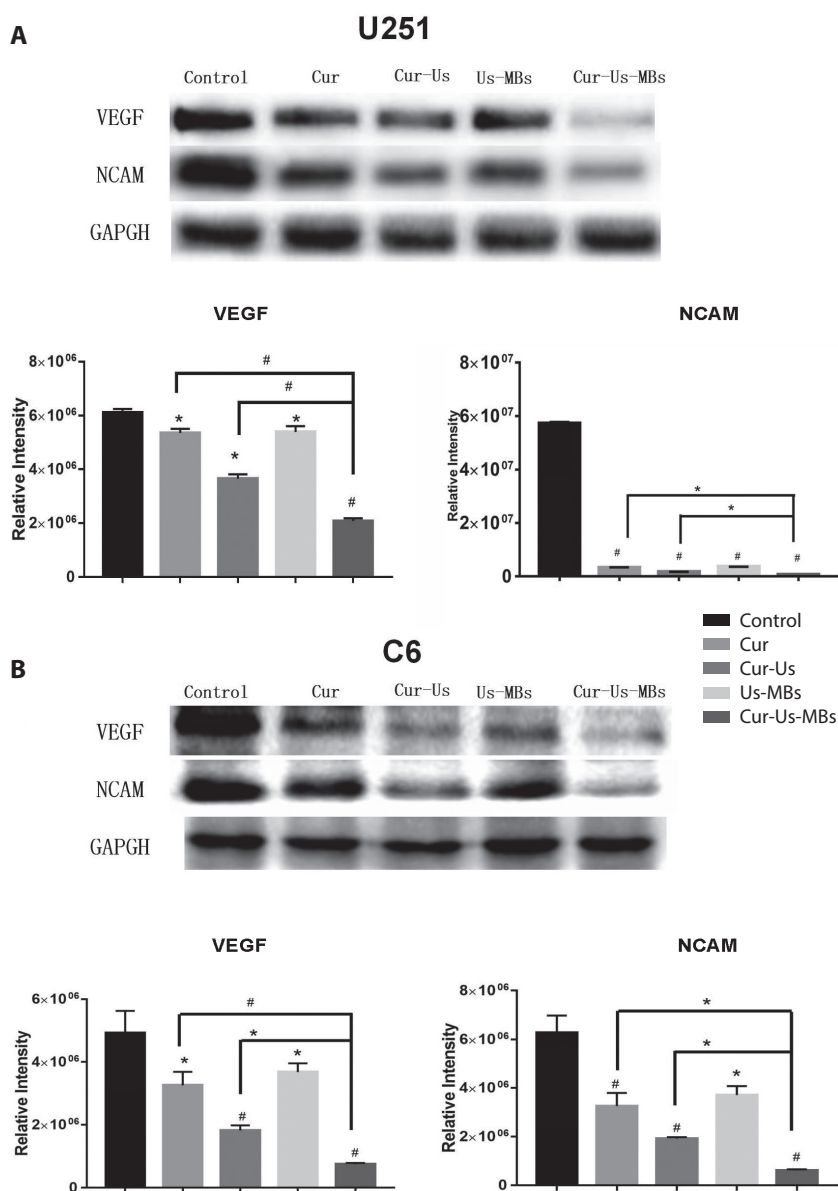 A
U251
Control Cur Cur-Us Us-MBs Cur-Us-MBs
VEGF
NCAM
GAPGH
VEGF
Relative Intensity
8×10⁰⁶
6×10⁰⁶
4×10⁰⁶
2×10⁰⁶
0
#
#
*
*
*
#
NCAM
Relative Intensity
8×10⁰⁷
6×10⁰⁷
4×10⁰⁷
2×10⁰⁷
0
*
*
# # # #
Control
Cur
Cur-Us
Us-MBs
Cur-Us-MBs
B
C6
Control Cur Cur-Us Us-MBs Cur-Us-MBs
VEGF
NCAM
GAPGH
VEGF
Relative Intensity
6×10⁰⁶
4×10⁰⁶
2×10⁰⁶
0
#
*
*
*
#
#
NCAM
Relative Intensity
8×10⁰⁶
6×10⁰⁶
4×10⁰⁶
2×10⁰⁶
0
*
*
#
*
#
#